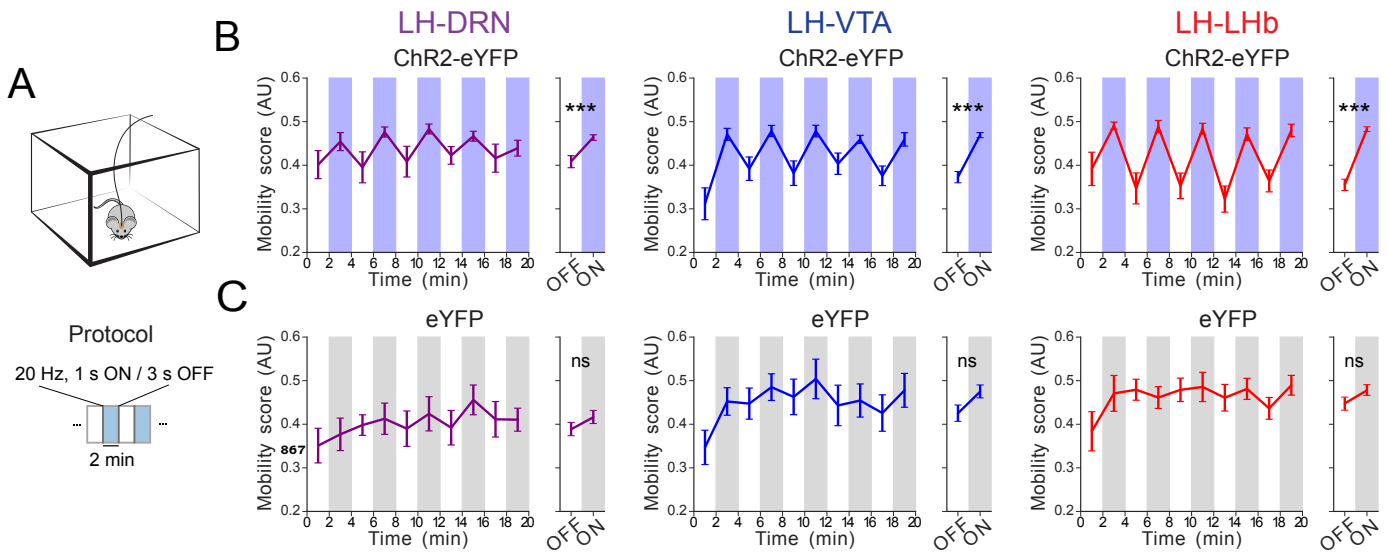 A
Protocol
20 Hz, 1 s ON / 3 s OFF
... ...
2 min
B
LH-DRN
ChR2-eYFP
Mobility score (AU)
0.6
0.5
0.4
0.3
0.2
0 2 4 6 8 10 12 14 16 18 20
Time (min)
***
OFF
ON
LH-VTA
ChR2-eYFP
Mobility score (AU)
0.6
0.5
0.4
0.3
0.2
0 2 4 6 8 10 12 14 16 18 20
Time (min)
***
OFF
ON
LH-LHb
ChR2-eYFP
Mobility score (AU)
0.6
0.5
0.4
0.3
0.2
0 2 4 6 8 10 12 14 16 18 20
Time (min)
***
OFF
ON
C
eYFP
Mobility score (AU)
0.6
0.5
0.4
867
0.3
0.2
0 2 4 6 8 10 12 14 16 18 20
Time (min)
ns
OFF
ON
eYFP
Mobility score (AU)
0.6
0.5
0.4
0.3
0.2
0 2 4 6 8 10 12 14 16 18 20
Time (min)
ns
OFF
ON
eYFP
Mobility score (AU)
0.6
0.5
0.4
0.3
0.2
0 2 4 6 8 10 12 14 16 18 20
Time (min)
ns
OFF
ON